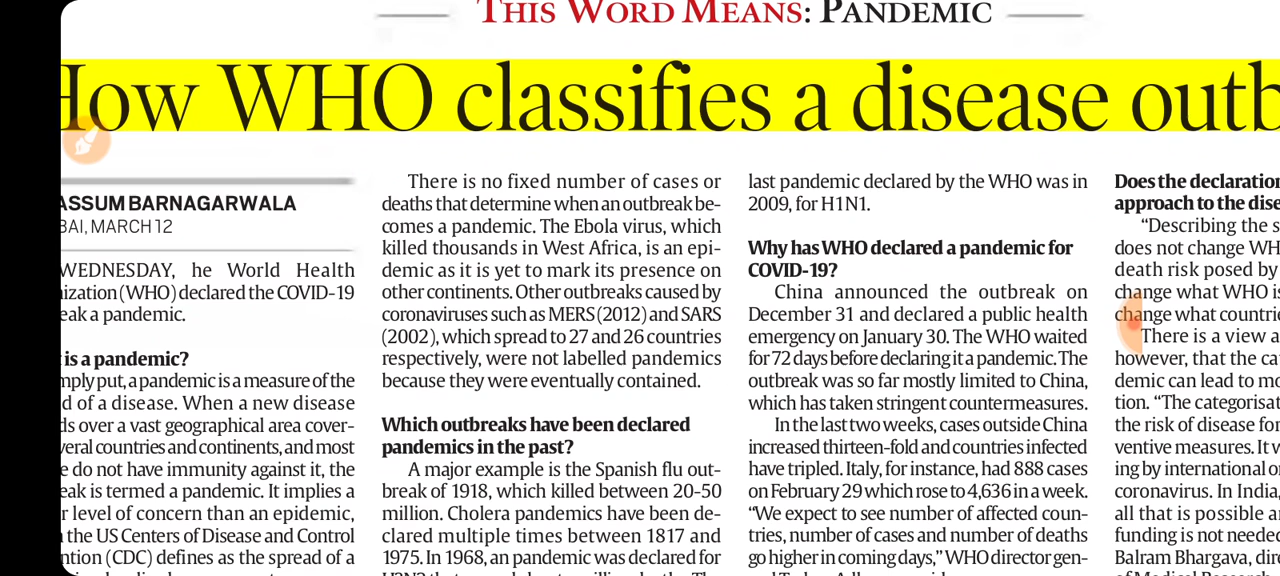 THIS WORD MEANS: PANDEMIC
How WHO classifies a disease
ASSUM BARNAGARWALA
BAI, MARCH 12
WEDNESDAY, he World Health
ization (WHO) declared the COVID-19
eak a pandemic.
is a pandemic?
mply put, a pandemic is a measure of the
d of a disease. When a new disease
ds over a vast geographical area cover-
veral countries and continents, and most
e do not have immunity against it, the
eak is termed a pandemic. It implies a
r level of concern than an epidemic,
the US Centers of Disease and Control
ntion (CDC) defines as the spread of a
There is no fixed number of cases or
deaths that determine when an outbreak be-
comes a pandemic. The Ebola virus, which
killed thousands in West Africa, is an epi-
demic as it is yet to mark its presence on
other continents. Other outbreaks caused by
coronaviruses such as MERS (2012) and SARS
(2002), which spread to 27 and 26 countries
respectively, were not labelled pandemics
because they were eventually contained.
Which outbreaks have been declared
pandemics in the past?
A major example is the Spanish flu out-
break of 1918, which killed between 20-50
million. Cholera pandemics have been de-
clared multiple times between 1817 and
1975. In 1968, an pandemic was declared for
last pandemic declared by the WHO was in
2009, for H1N1.
Why has WHO declared a pandemic for
COVID-19?
China announced the outbreak on
December 31 and declared a public health
emergency on January 30. The WHO waited
for 72 days before declaring it a pandemic. The
outbreak was so far mostly limited to China,
which has taken stringent countermeasures.
In the last two weeks, cases outside China
increased thirteen-fold and countries infected
have tripled. Italy, for instance, had 888 cases
on February 29 which rose to 4,636 in a week.
“We expect to see number of affected coun-
tries, number of cases and number of deaths
go higher in coming days,” WHO director gen-
Does the declaration
approach to the dise
“Describing the s
does not change WH
death risk posed by
change what WHO is
change what countri
There is a view a
however, that the ca
demic can lead to mo
tion. “The categorisat
the risk of disease for
ventive measures. It w
ing by international o
coronavirus. In India,
all that is possible a
funding is not needed
Balram Bhargava, dir